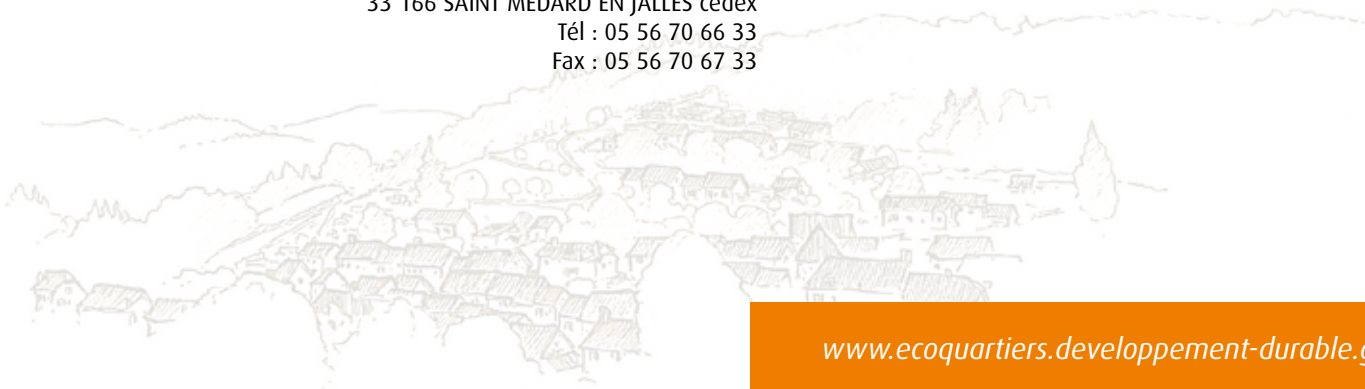 33 166 SAINT MEDARD EN JALLES cedex
Tél : 05 56 70 66 33
Fax : 05 56 70 67 33
www.ecoquartiers.developpement-durable.g